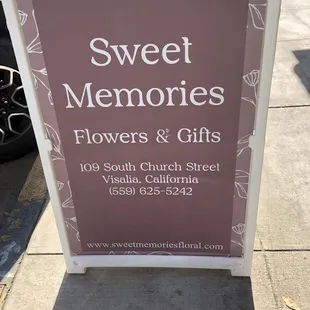 Sweet
Memories
Flowers & Gifts
109 South Church Street
Visalia, California
(559) 625-5242
www.sweetmemoriesfloral.com